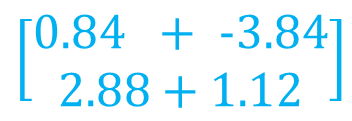 [0.84 + -3.84
2.88 + 1.12]